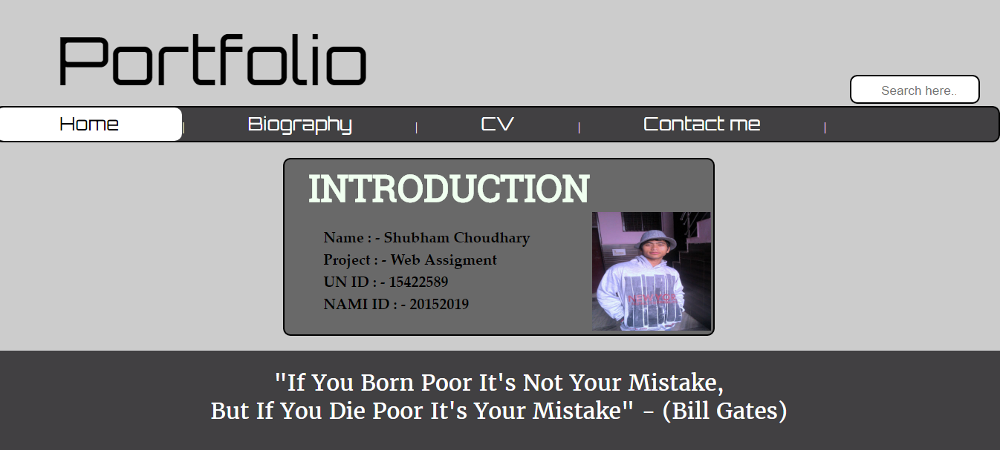 Portfolio
Search here..
Home | Biography | CV | Contact me |
INTRODUCTION
Name : - Shubham Choudhary
Project : - Web Assigment
UN ID : - 15422589
NAMI ID : - 20152019
NEW YORK
"If You Born Poor It's Not Your Mistake,
But If You Die Poor It's Your Mistake" - (Bill Gates)